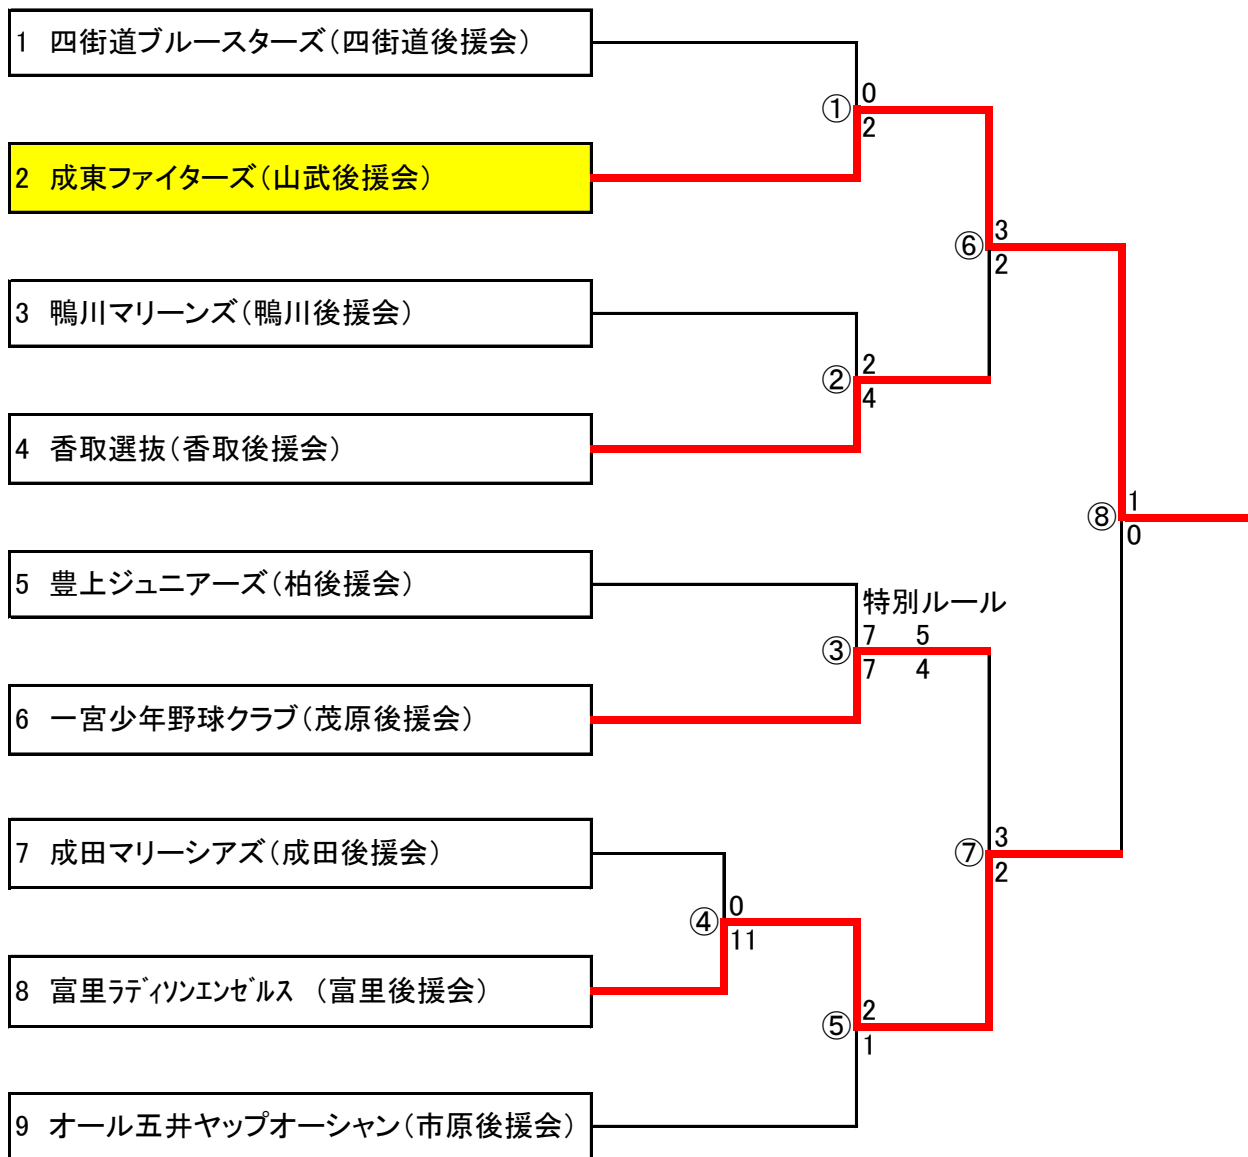 1 四街道ブルースターズ(四街道後援会)
① 0
2
2 成東ファイターズ(山武後援会)
⑥ 3
2
3 鴨川マリーンズ(鴨川後援会)
② 2
4
4 香取選抜(香取後援会)
⑧ 1
0
5 豊上ジュニアーズ(柏後援会)
特別ルール
③ 7 5
7 4
6 一宮少年野球クラブ(茂原後援会)
7 成田マリーシアズ(成田後援会)
⑦ 3
2
④ 0
11
8 富里ﾗﾃﾞｨｿﾝｴﾝｾﾞﾙｽ (富里後援会)
⑤ 2
1
9 オール五井ヤップオーシャン(市原後援会)